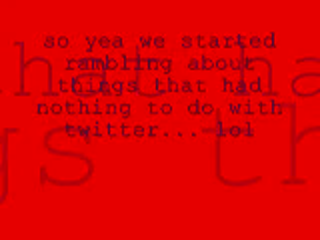 so yea we started
rambling about
things that had
nothing to do with
twitter... lol